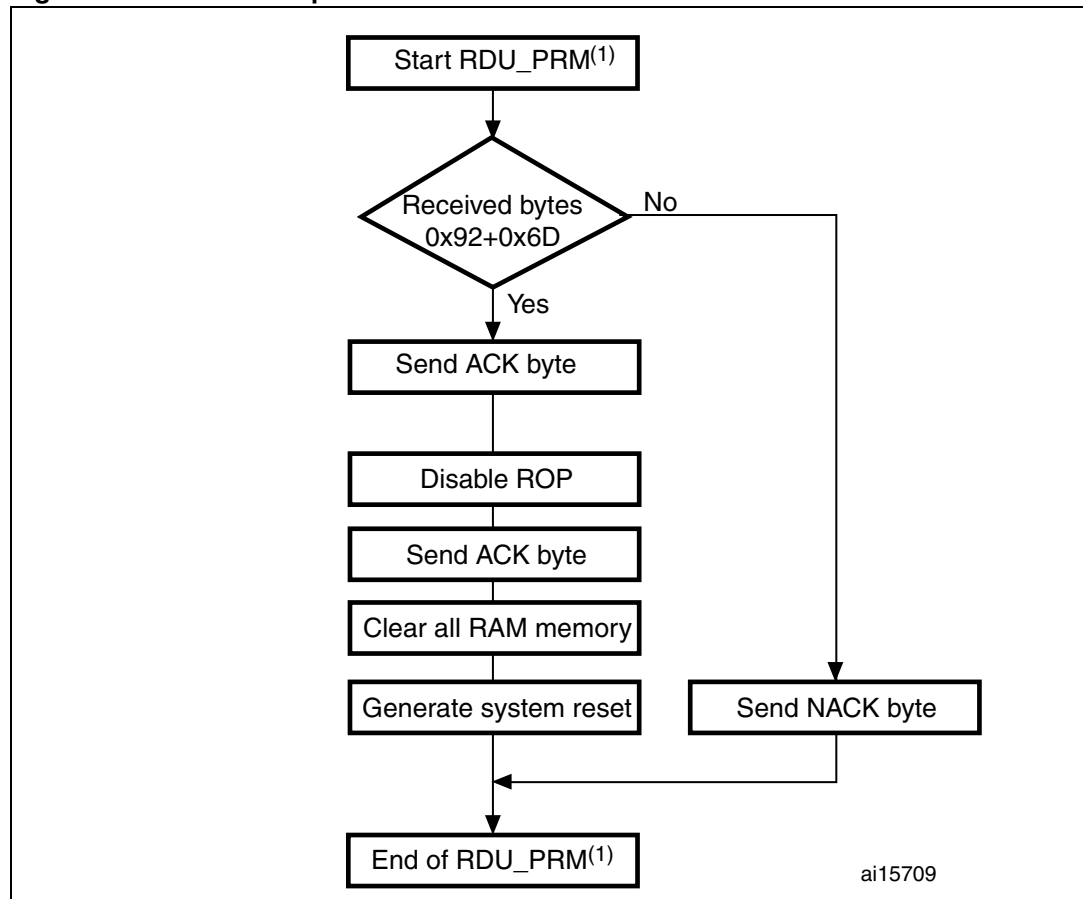 Start RDU_PRM(1)
Received bytes
0x92+0x6D
No
Yes
Send ACK byte
Disable ROP
Send ACK byte
Clear all RAM memory
Generate system reset
Send NACK byte
End of RDU_PRM(1)
ai15709